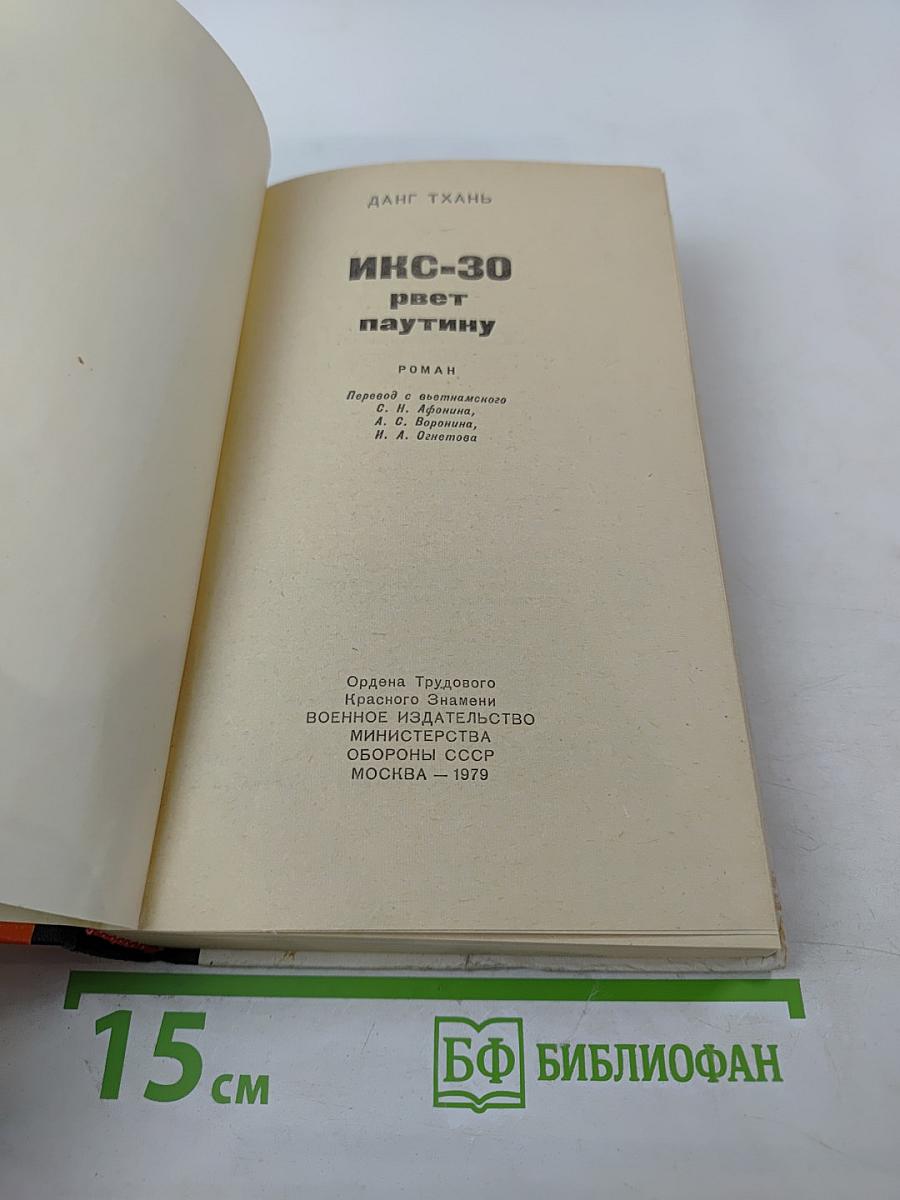 ДАНГ ТХАНЬ
ИКС-30
рвет
паутину
РОМАН
Перевод с вьетнамского
С. Н. Афонина,
А. С. Воронина,
И. А. Огнетова
Ордена Трудового
Красного Знамени
ВОЕННОЕ ИЗДАТЕЛЬСТВО
МИНИСТЕРСТВА
ОБОРОНЫ СССР
МОСКВА — 1979
15 см
БФ БИБЛИОФАН